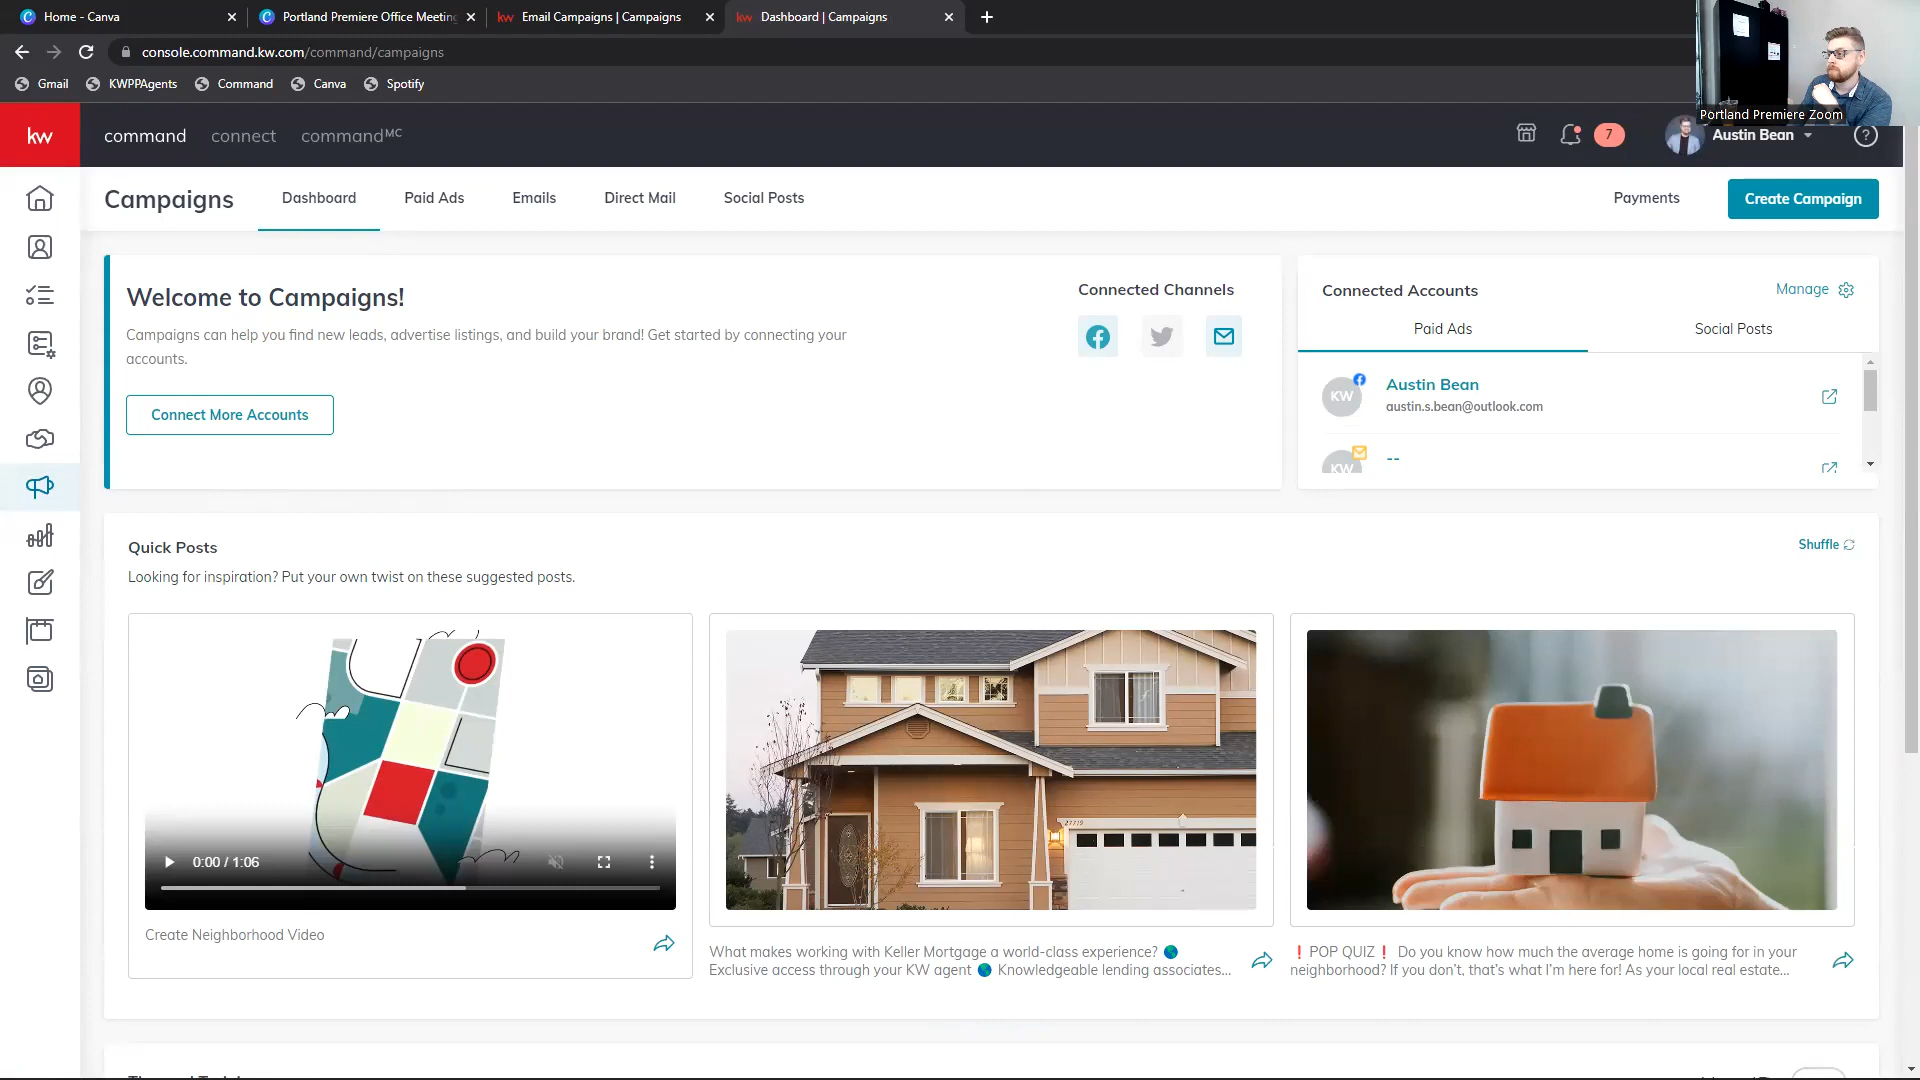 Home - Canva
Portland Premiere Office Meeting
kw Email Campaigns | Campaigns
kw Dashboard | Campaigns
console.command.kw.com/command/campaigns
Gmail
KWPPAgents
Command
Canva
Spotify
Portland Premiere Zoom
kw
command
connect
commandMC
7
Austin Bean
?
Campaigns
Dashboard
Paid Ads
Emails
Direct Mail
Social Posts
Payments
Create Campaign
Welcome to Campaigns!
Campaigns can help you find new leads, advertise listings, and build your brand! Get started by connecting your
accounts.
Connect More Accounts
Connected Channels
Connected Accounts
Manage
Paid Ads
Social Posts
KW
Austin Bean
austin.s.bean@outlook.com
KW
--
Quick Posts
Shuffle
Looking for inspiration? Put your own twist on these suggested posts.
0:00 / 1:06
27719
Create Neighborhood Video
What makes working with Keller Mortgage a world-class experience? 🌎
Exclusive access through your KW agent 🌎 Knowledgeable lending associates...
❗POP QUIZ❗ Do you know how much the average home is going for in your
neighborhood? If you don't, that's what I'm here for! As your local real estate...